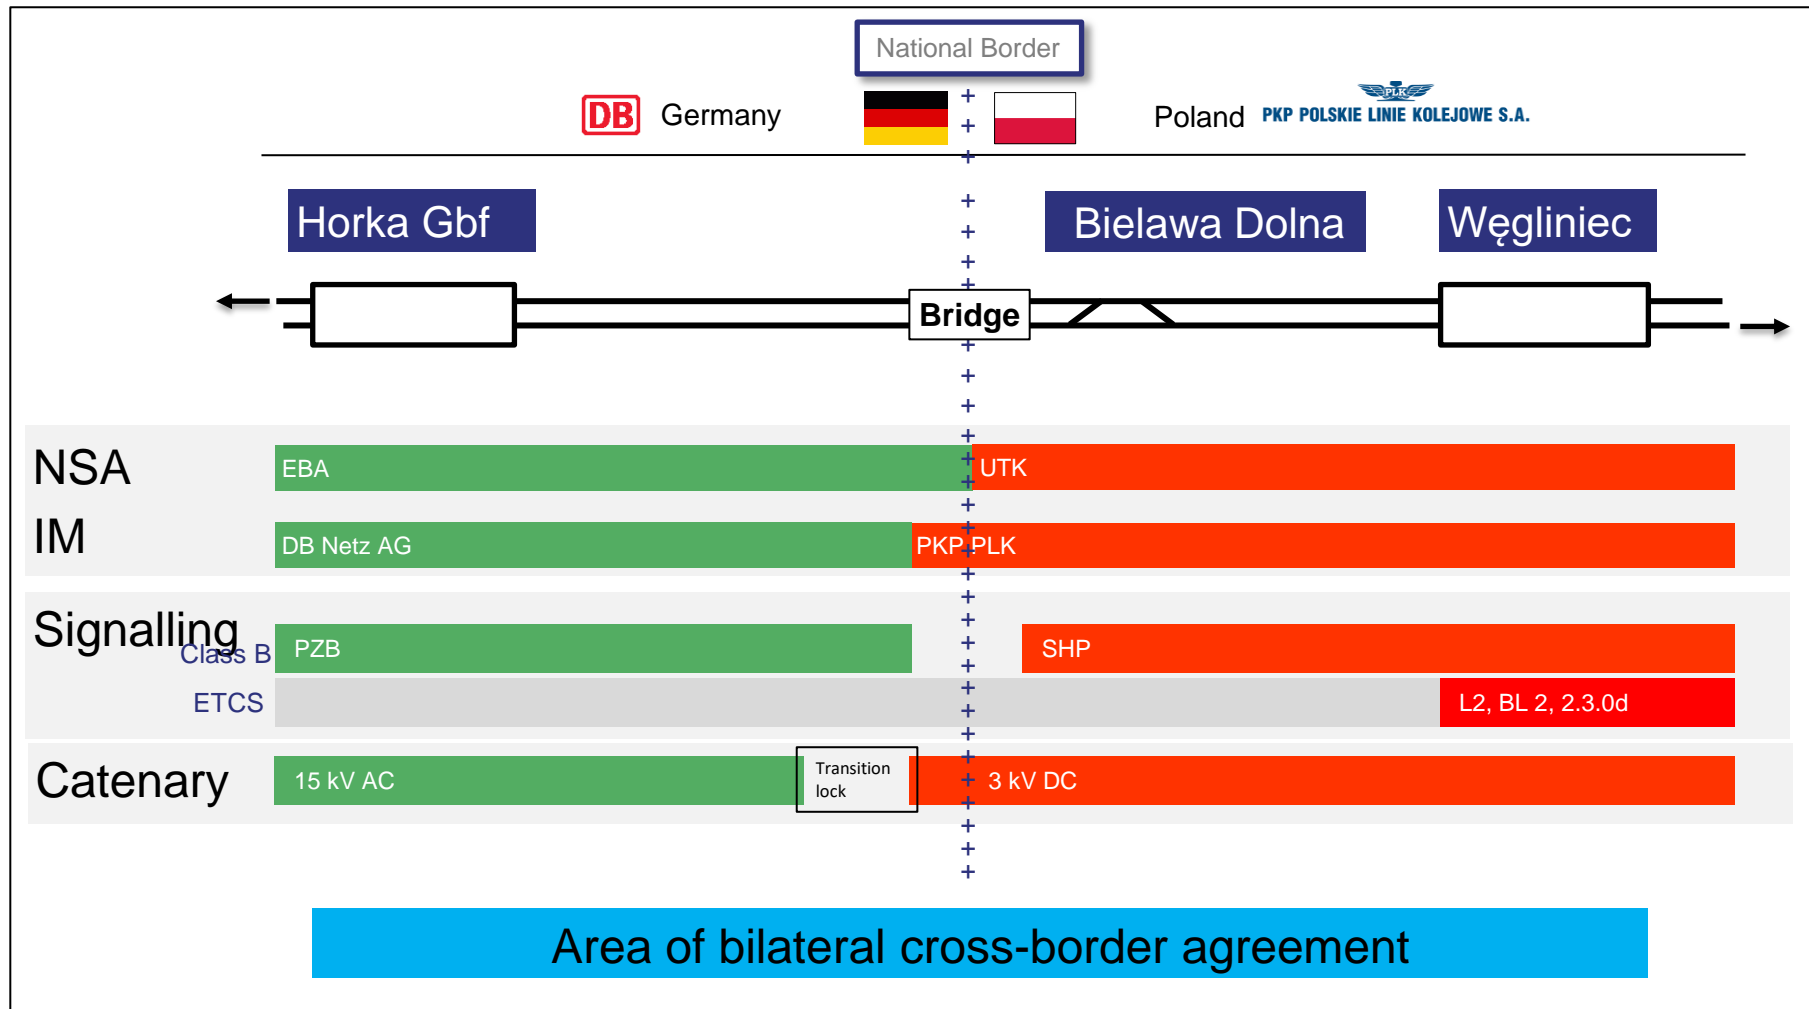 National Border
DB Germany
Poland PLK PKP POLSKIE LINIE KOLEJOWE S.A.
Horka Gbf
Bielawa Dolna
Węgliniec
Bridge
NSA
EBA
UTK
IM
DB Netz AG
PKP PLK
Signalling
Class B
PZB
SHP
ETCS
L2, BL 2, 2.3.0d
Catenary
15 kV AC
Transition
lock
3 kV DC
Area of bilateral cross-border agreement